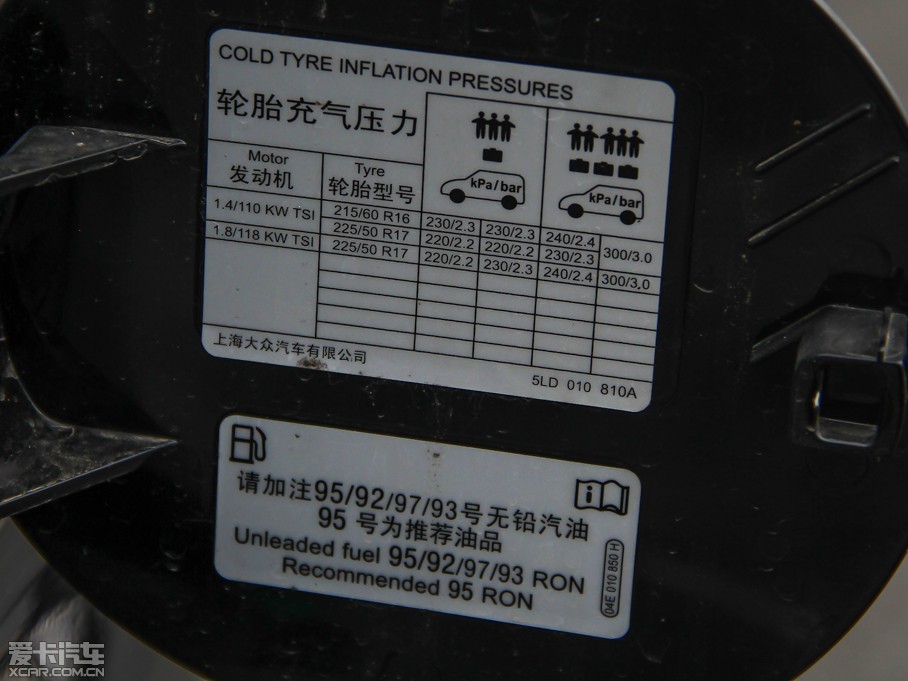 COLD TYRE INFLATION PRESSURES
轮胎充气压力
kPa/bar kPa/bar
Motor Tyre
发动机 轮胎型号
1.4/110 KW TSI 215/60 R16 230/2.3 230/2.3 240/2.4 300/3.0
225/50 R17 220/2.2 220/2.2 230/2.3
1.8/118 KW TSI 225/50 R17 220/2.2 230/2.3 240/2.4 300/3.0
上海大众汽车有限公司
5LD 010 810A
请加注95/92/97/93号无铅汽油
95 号为推荐油品
Unleaded fuel 95/92/97/93 RON
Recommended 95 RON
04E 010 850 H
爱卡汽车
XCAR.COM.CN